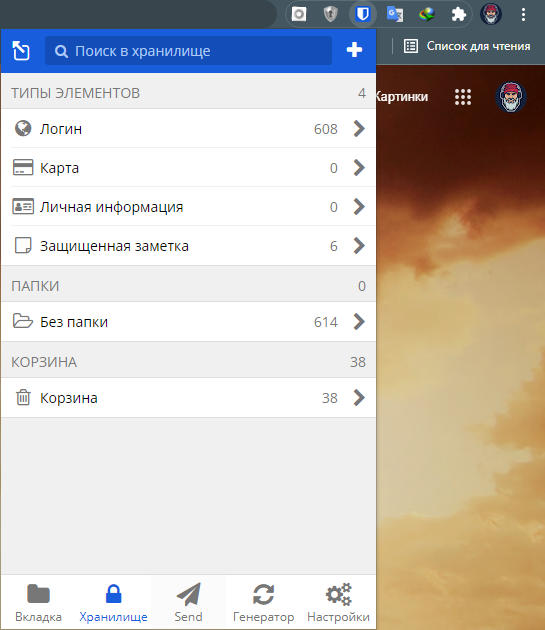 Поиск в хранилище
Список для чтения
ТИПЫ ЭЛЕМЕНТОВ 4
Картинки
Логин 608
Карта 0
Личная информация 0
Защищенная заметка 6
ПАПКИ 0
Без папки 614
КОРЗИНА 38
Корзина 38
Вкладка Хранилище Send Генератор Настройки